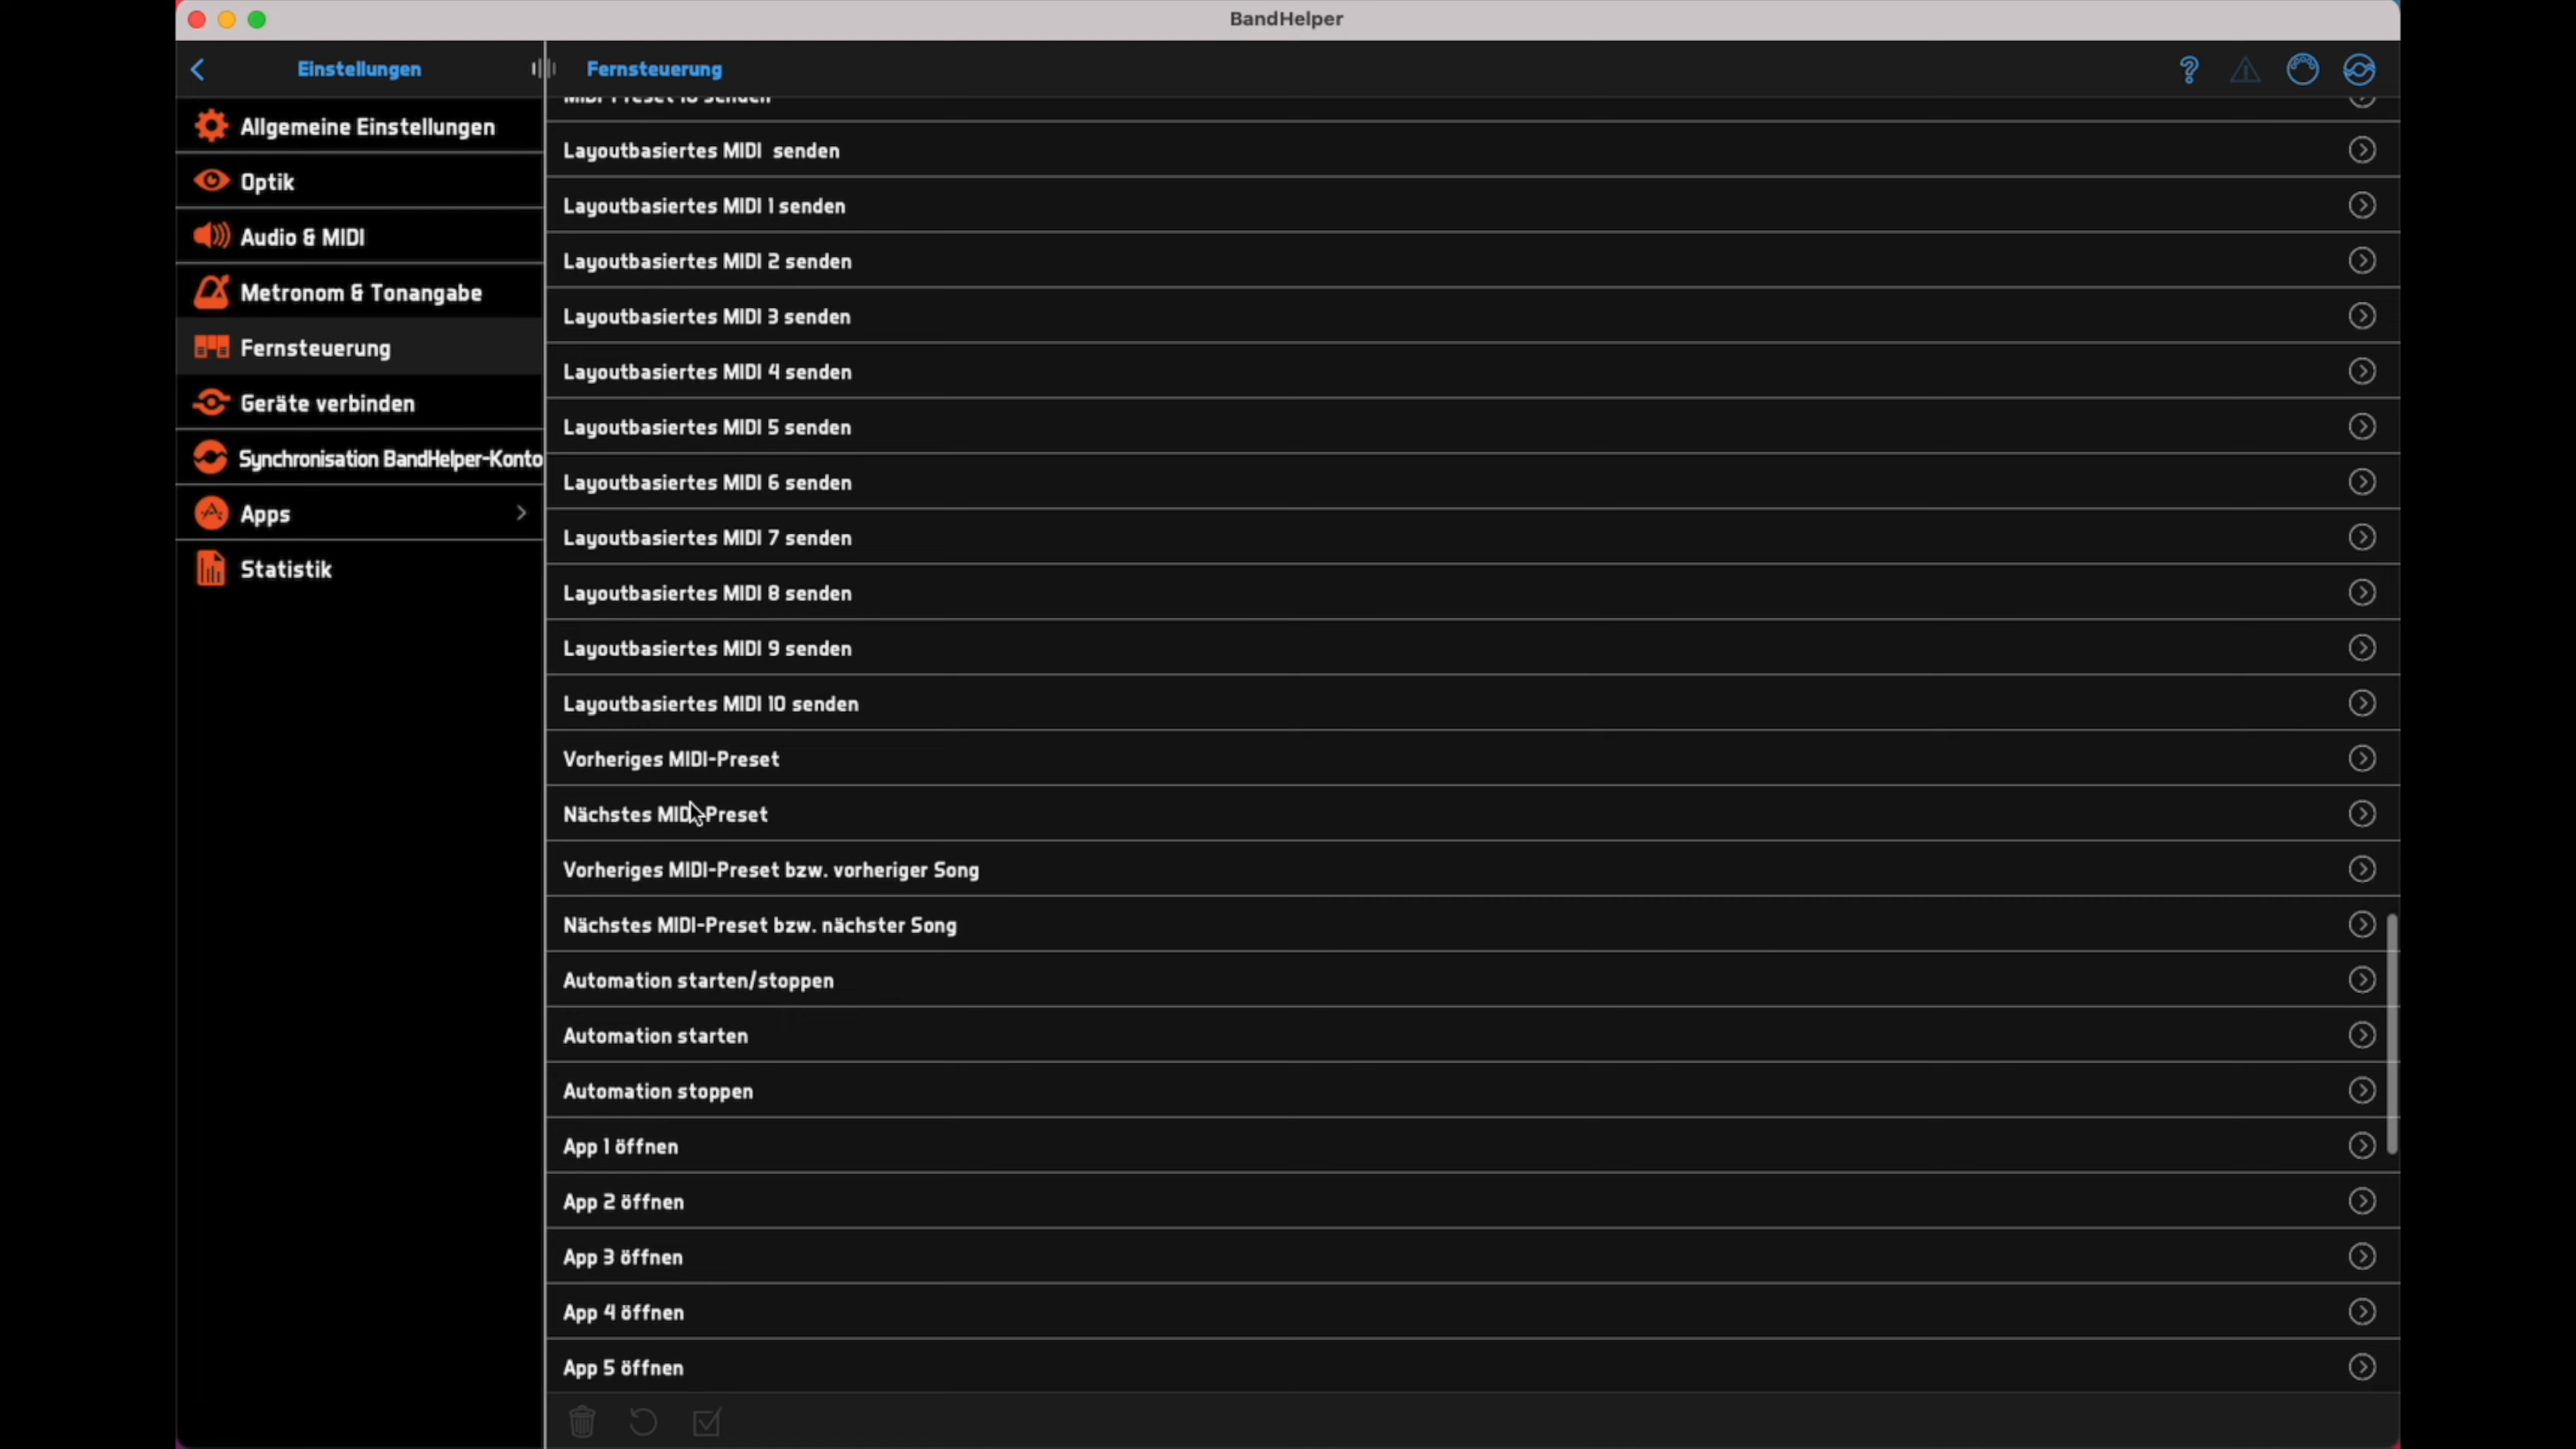 BandHelper
Einstellungen
Fernsteuerung
Allgemeine Einstellungen
Optik
Audio & MIDI
Metronom & Tonangabe
Fernsteuerung
Geräte verbinden
Synchronisation BandHelper-Konto
Apps
Statistik
Layoutbasiertes MIDI senden
Layoutbasiertes MIDI 1 senden
Layoutbasiertes MIDI 2 senden
Layoutbasiertes MIDI 3 senden
Layoutbasiertes MIDI 4 senden
Layoutbasiertes MIDI 5 senden
Layoutbasiertes MIDI 6 senden
Layoutbasiertes MIDI 7 senden
Layoutbasiertes MIDI 8 senden
Layoutbasiertes MIDI 9 senden
Layoutbasiertes MIDI 10 senden
Vorheriges MIDI-Preset
Nächstes MIDI-Preset
Vorheriges MIDI-Preset bzw. vorheriger Song
Nächstes MIDI-Preset bzw. nächster Song
Automation starten/stoppen
Automation starten
Automation stoppen
App 1 öffnen
App 2 öffnen
App 3 öffnen
App 4 öffnen
App 5 öffnen